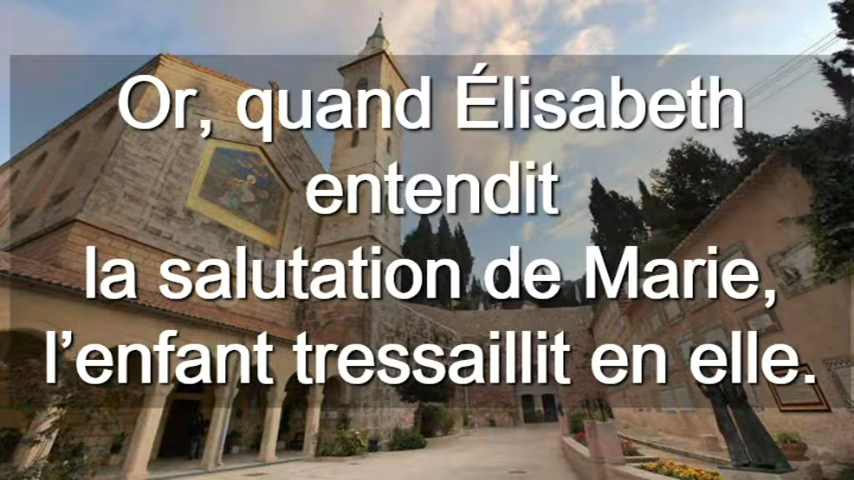 Or, quand Élisabeth
entendit
la salutation de Marie,
l’enfant tressaillit en elle.